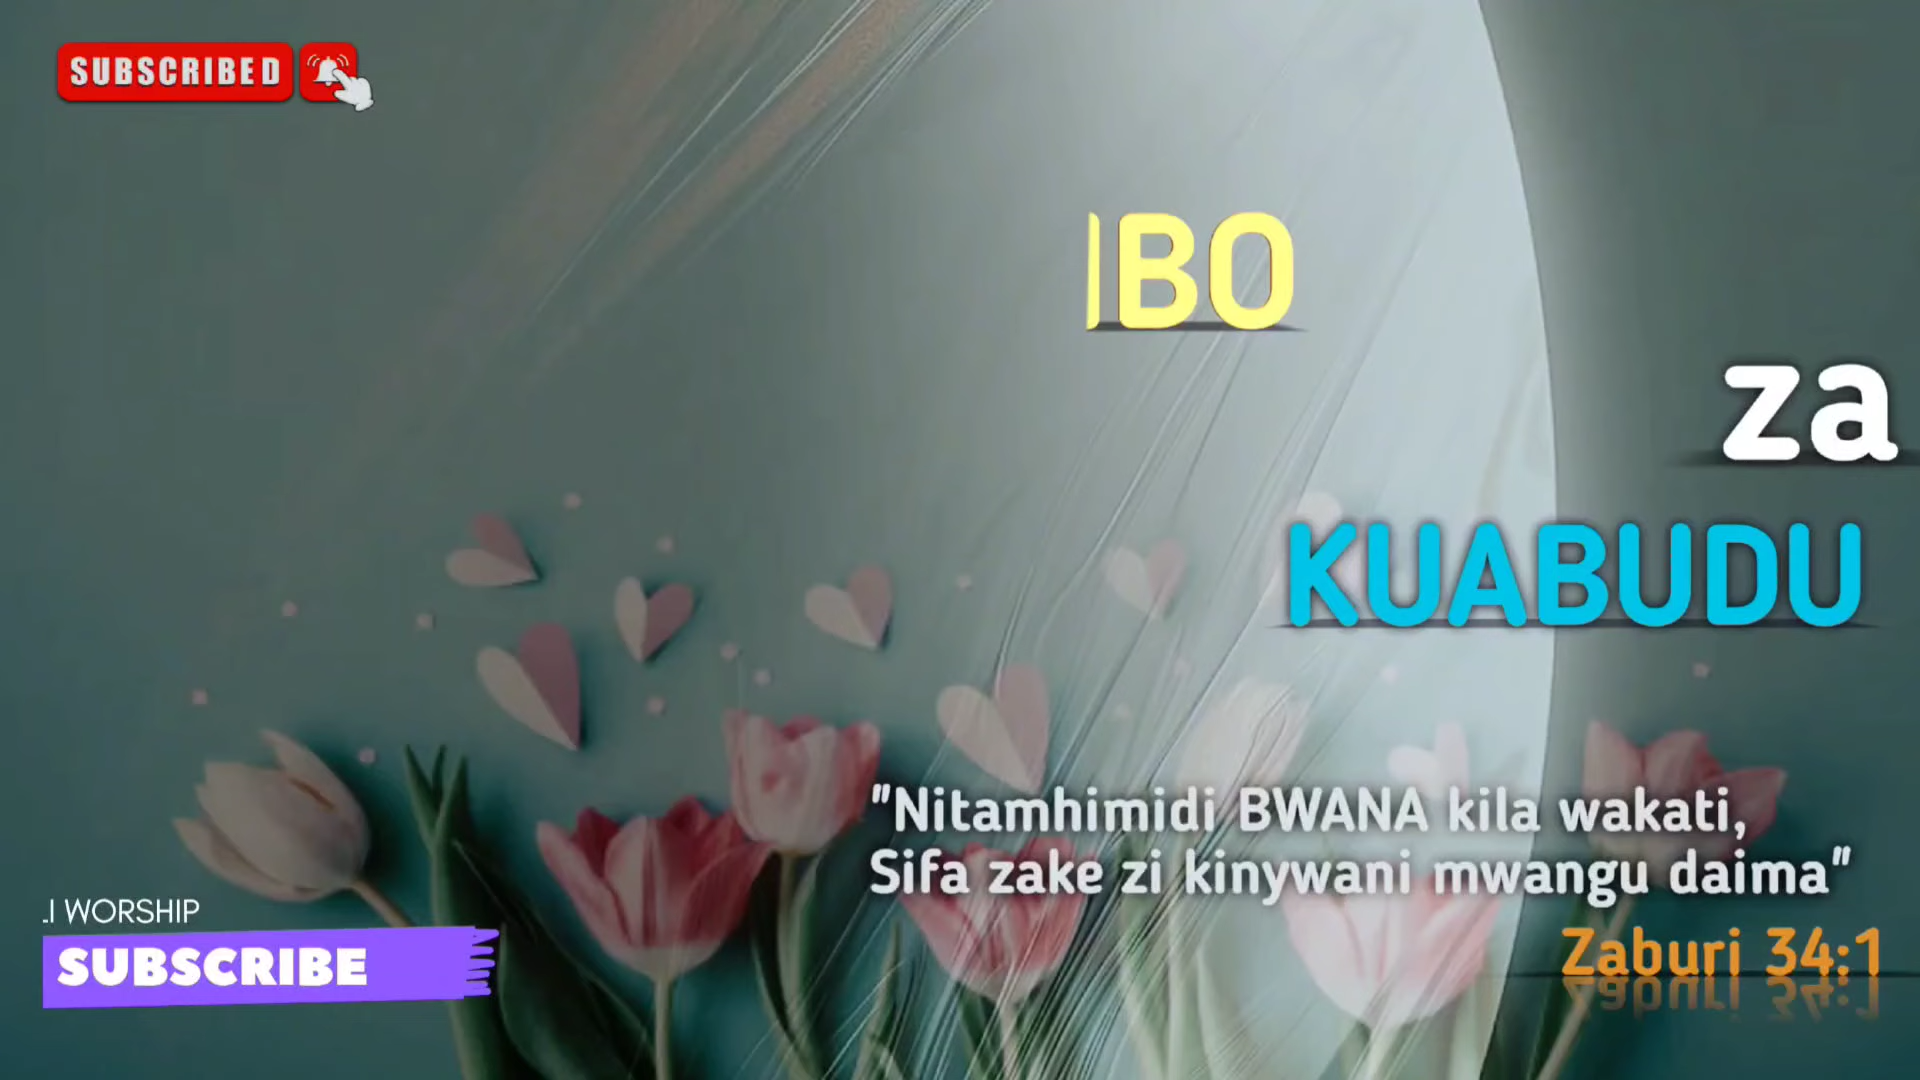 SUBSCRIBED
IBO
za
KUABUDU
"Nitamhimidi BWANA kila wakati,
Sifa zake zi kinywani mwangu daima"
Zaburi 34:1
.I WORSHIP
SUBSCRIBE